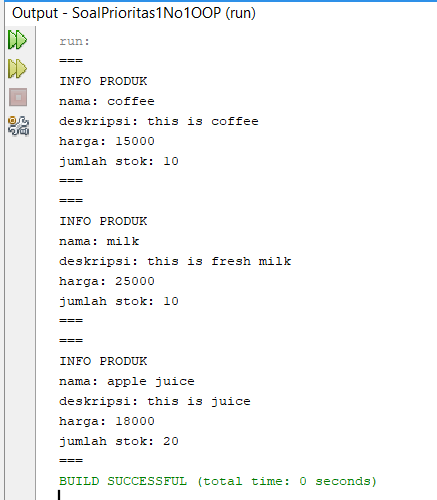 Output - SoalPrioritas1No1OOP (run)
run:
===
INFO PRODUK
nama: coffee
deskripsi: this is coffee
harga: 15000
jumlah stok: 10
===
===
INFO PRODUK
nama: milk
deskripsi: this is fresh milk
harga: 25000
jumlah stok: 10
===
===
INFO PRODUK
nama: apple juice
deskripsi: this is juice
harga: 18000
jumlah stok: 20
===
BUILD SUCCESSFUL (total time: 0 seconds)